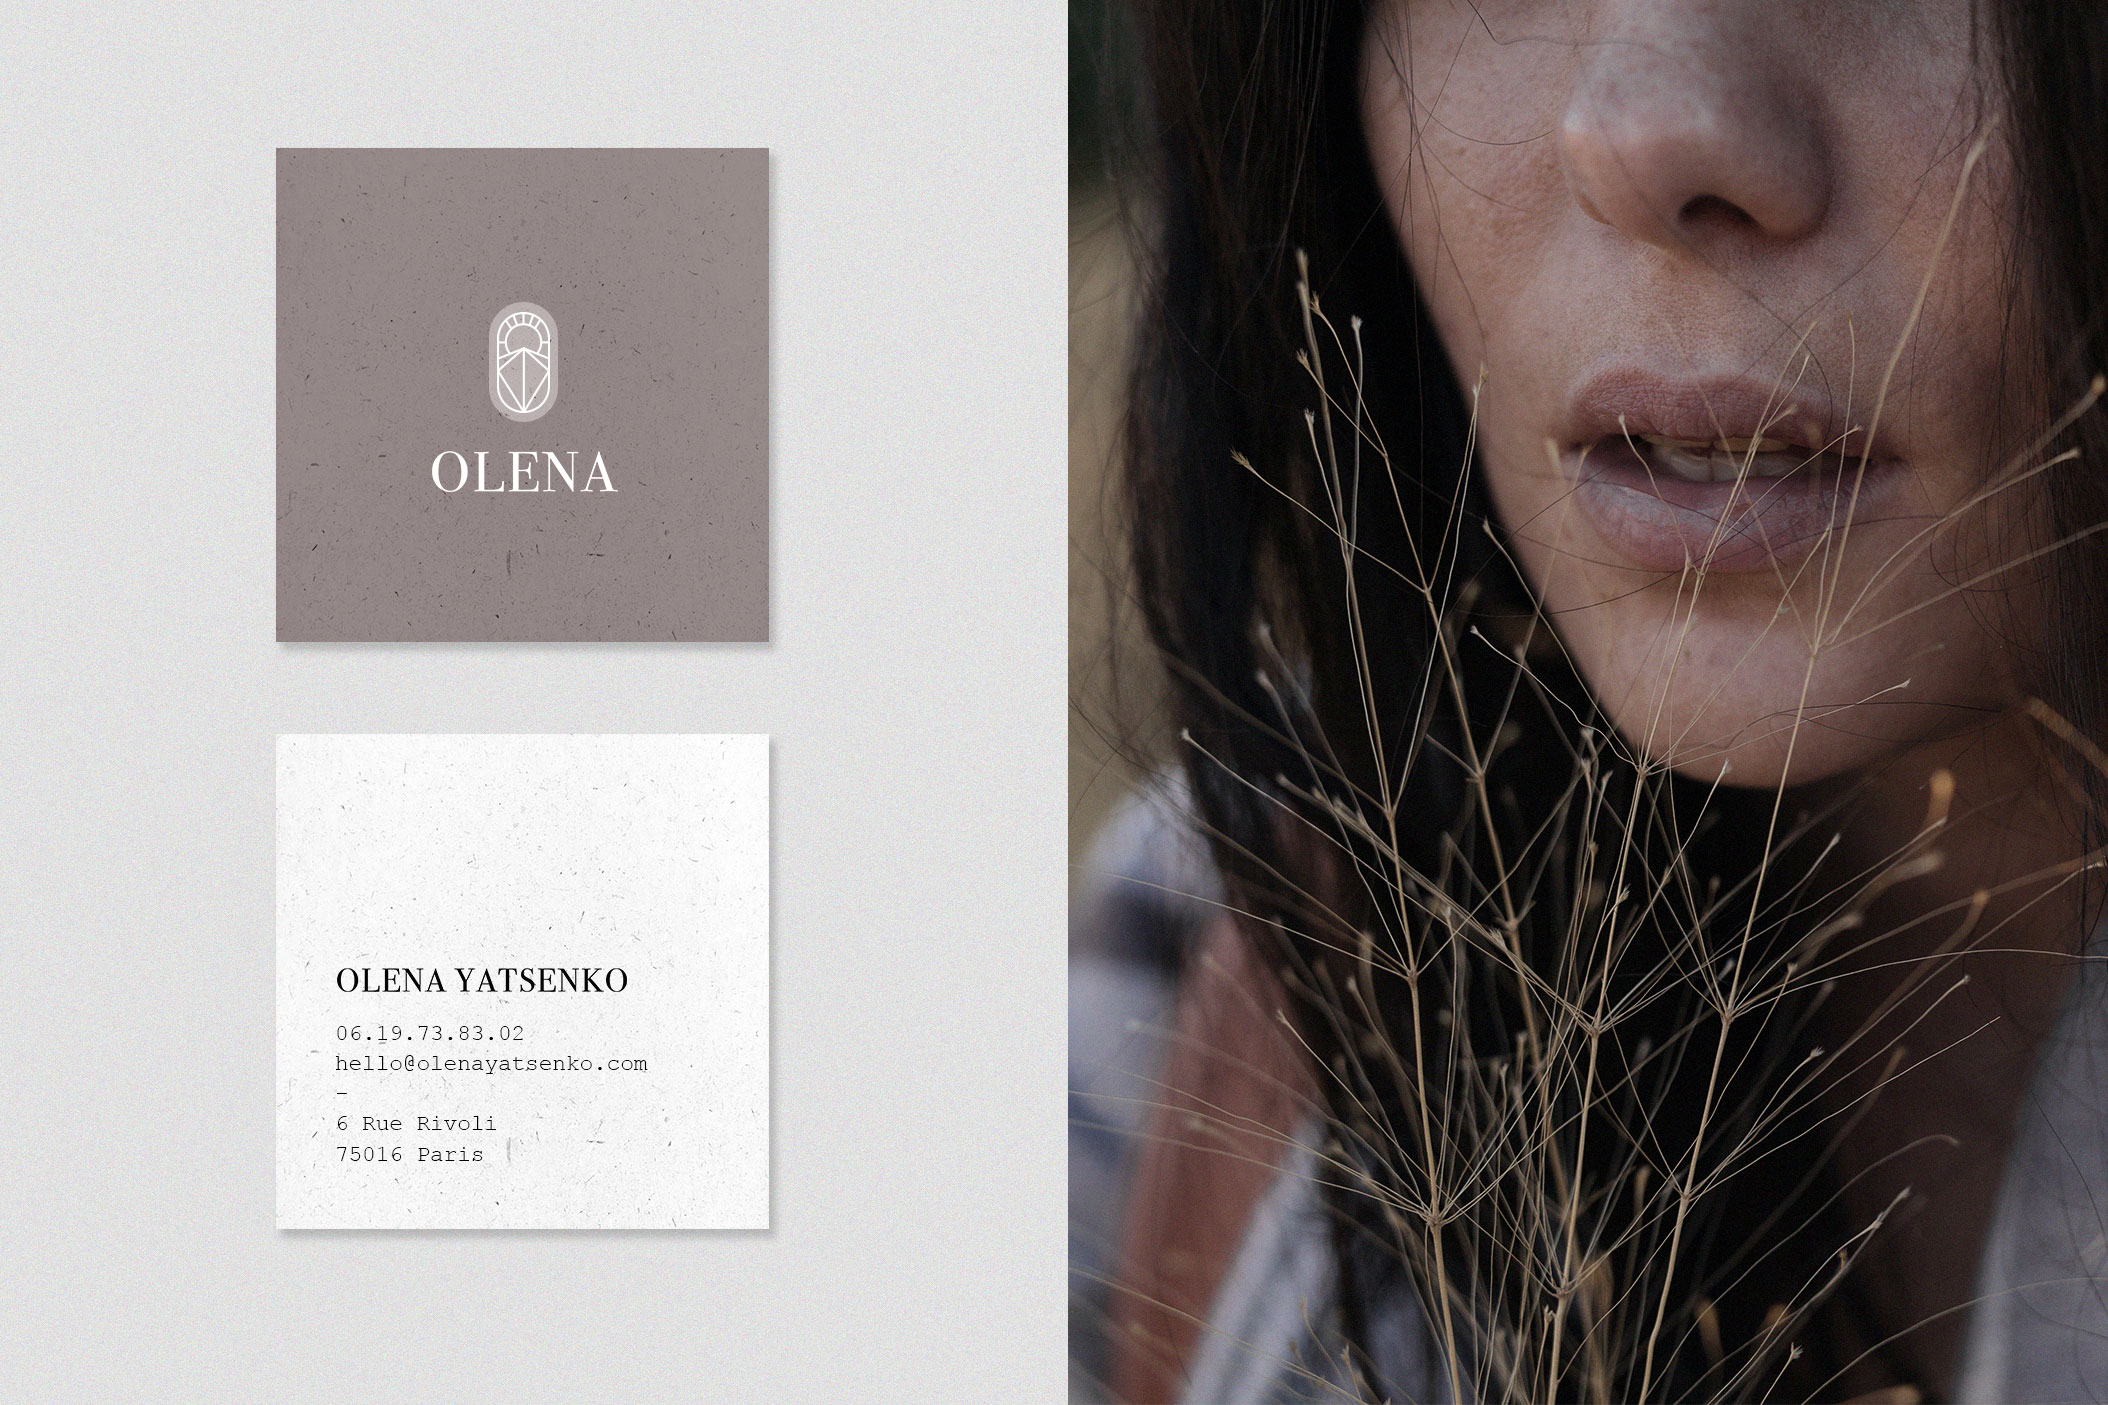 OLENA
OLENA YATSENKO
06.19.73.83.02
hello@olenayatsenko.com
-
6 Rue Rivoli
75016 Paris